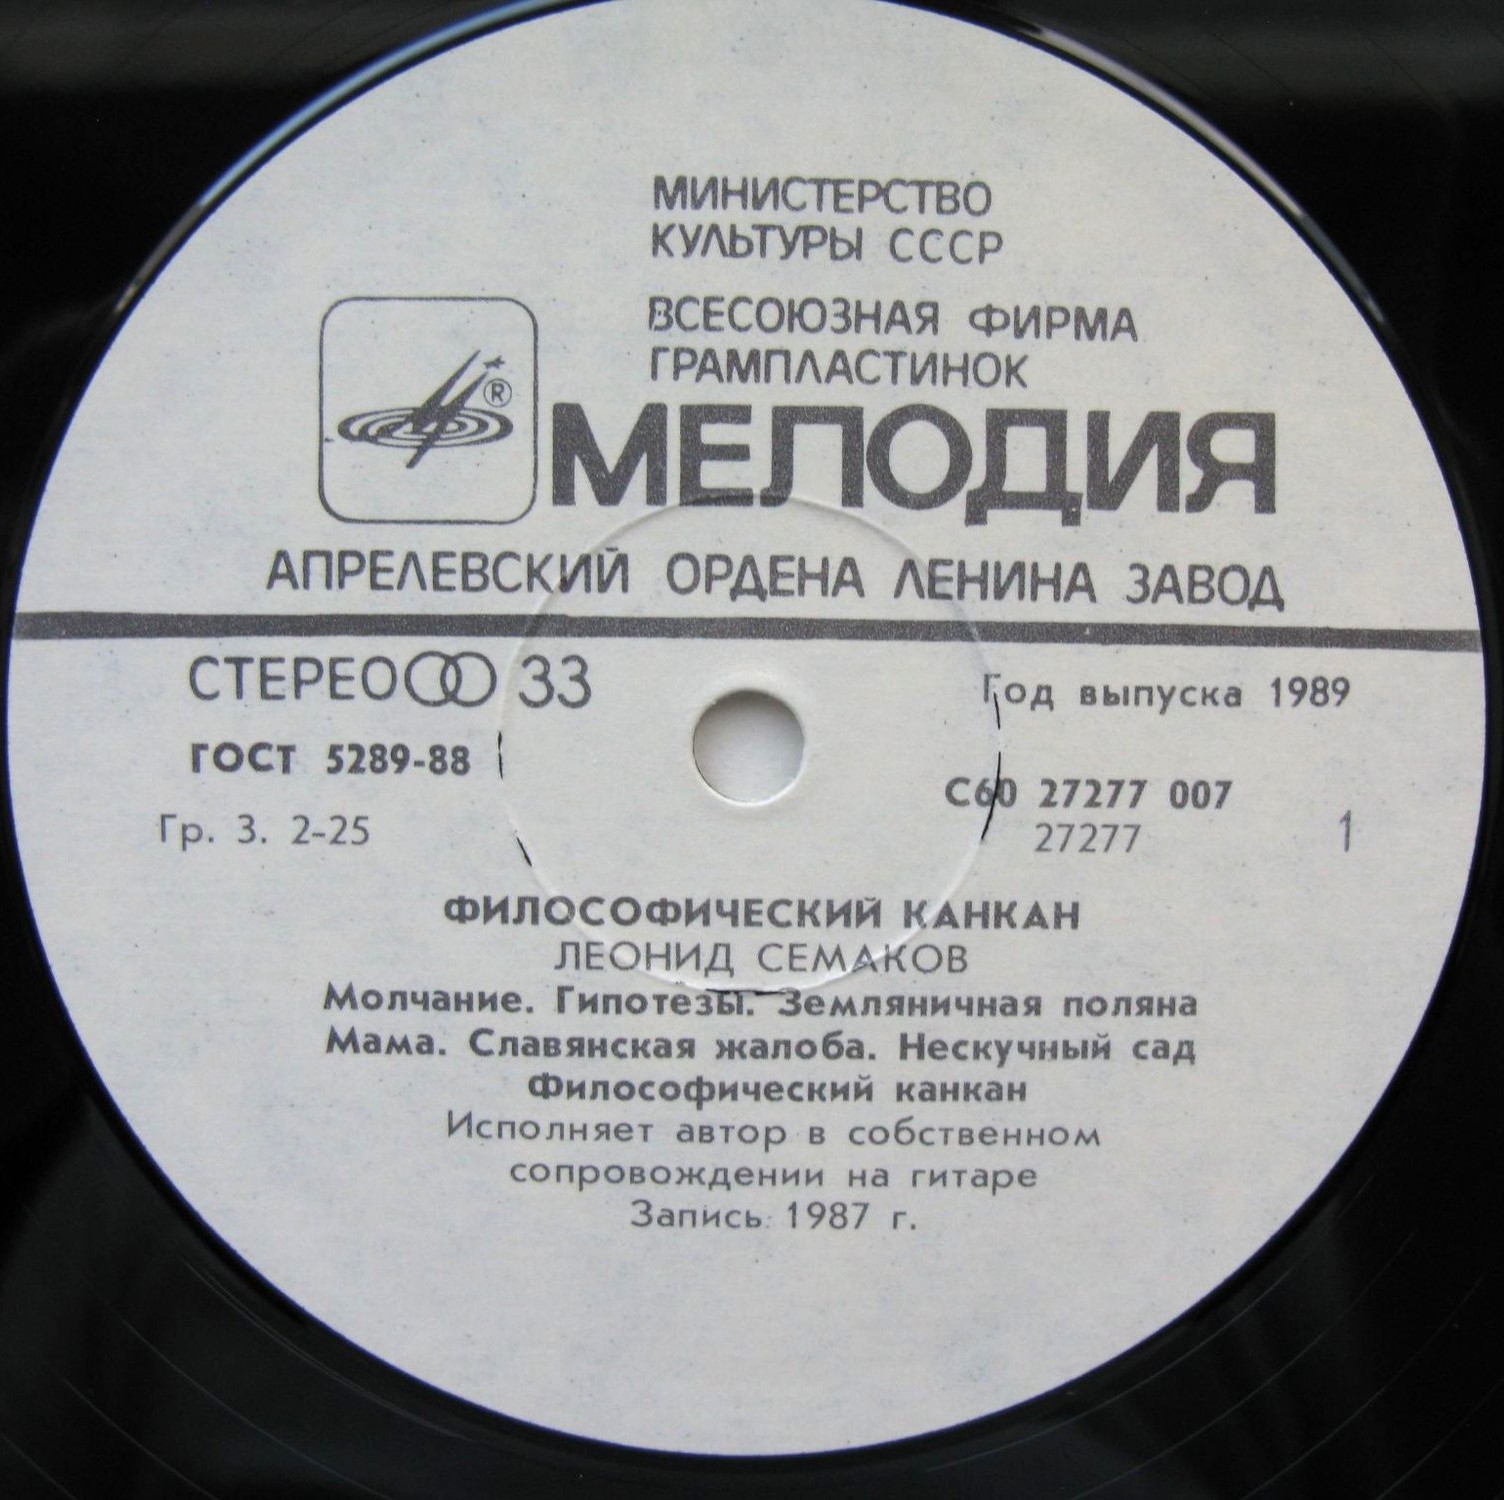 МИНИСТЕРСТВО
КУЛЬТУРЫ СССР
ВСЕСОЮЗНАЯ ФИРМА
ГРАМПЛАСТИНОК
®
МЕЛОДИЯ
АПРЕЛЕВСКИЙ ОРДЕНА ЛЕНИНА ЗАВОД
СТЕРЕО 33
Год выпуска 1989
ГОСТ 5289-88
С60 27277 007
Гр. 3. 2-25
27277
1
ФИЛОСОФИЧЕСКИЙ КАНКАН
ЛЕОНИД СЕМАКОВ
Молчание. Гипотезы. Земляничная поляна
Мама. Славянская жалоба. Нескучный сад
Философический канкан
Исполняет автор в собственном
сопровождении на гитаре
Запись 1987 г.